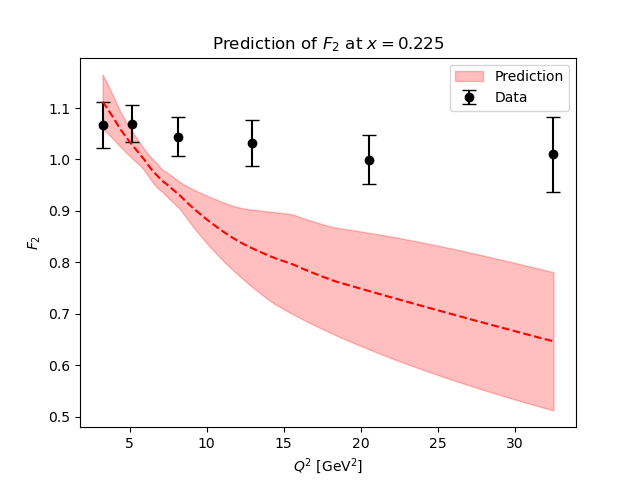 Prediction of F₂ at x = 0.225
Prediction
Data
1.1
1.0
0.9
0.8
0.7
0.6
0.5
F₂
5 10 15 20 25 30
Q² [GeV²]